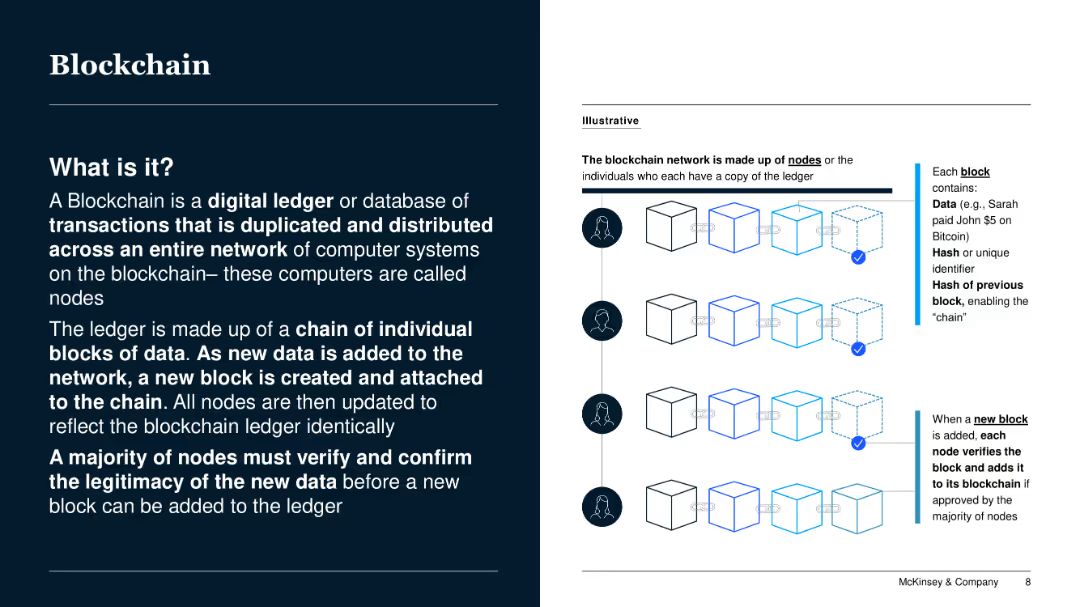 Blockchain
What is it?
A Blockchain is a digital ledger or database of
transactions that is duplicated and distributed
across an entire network of computer systems
on the blockchain– these computers are called
nodes
The ledger is made up of a chain of individual
blocks of data. As new data is added to the
network, a new block is created and attached
to the chain. All nodes are then updated to
reflect the blockchain ledger identically
A majority of nodes must verify and confirm
the legitimacy of the new data before a new
block can be added to the ledger
Illustrative
The blockchain network is made up of nodes or the
individuals who each have a copy of the ledger
Each block
contains:
Data (e.g., Sarah
paid John $5 on
Bitcoin)
Hash or unique
identifier
Hash of previous
block, enabling the
“chain”
When a new block
is added, each
node verifies the
block and adds it
to its blockchain if
approved by the
majority of nodes
McKinsey & Company 8